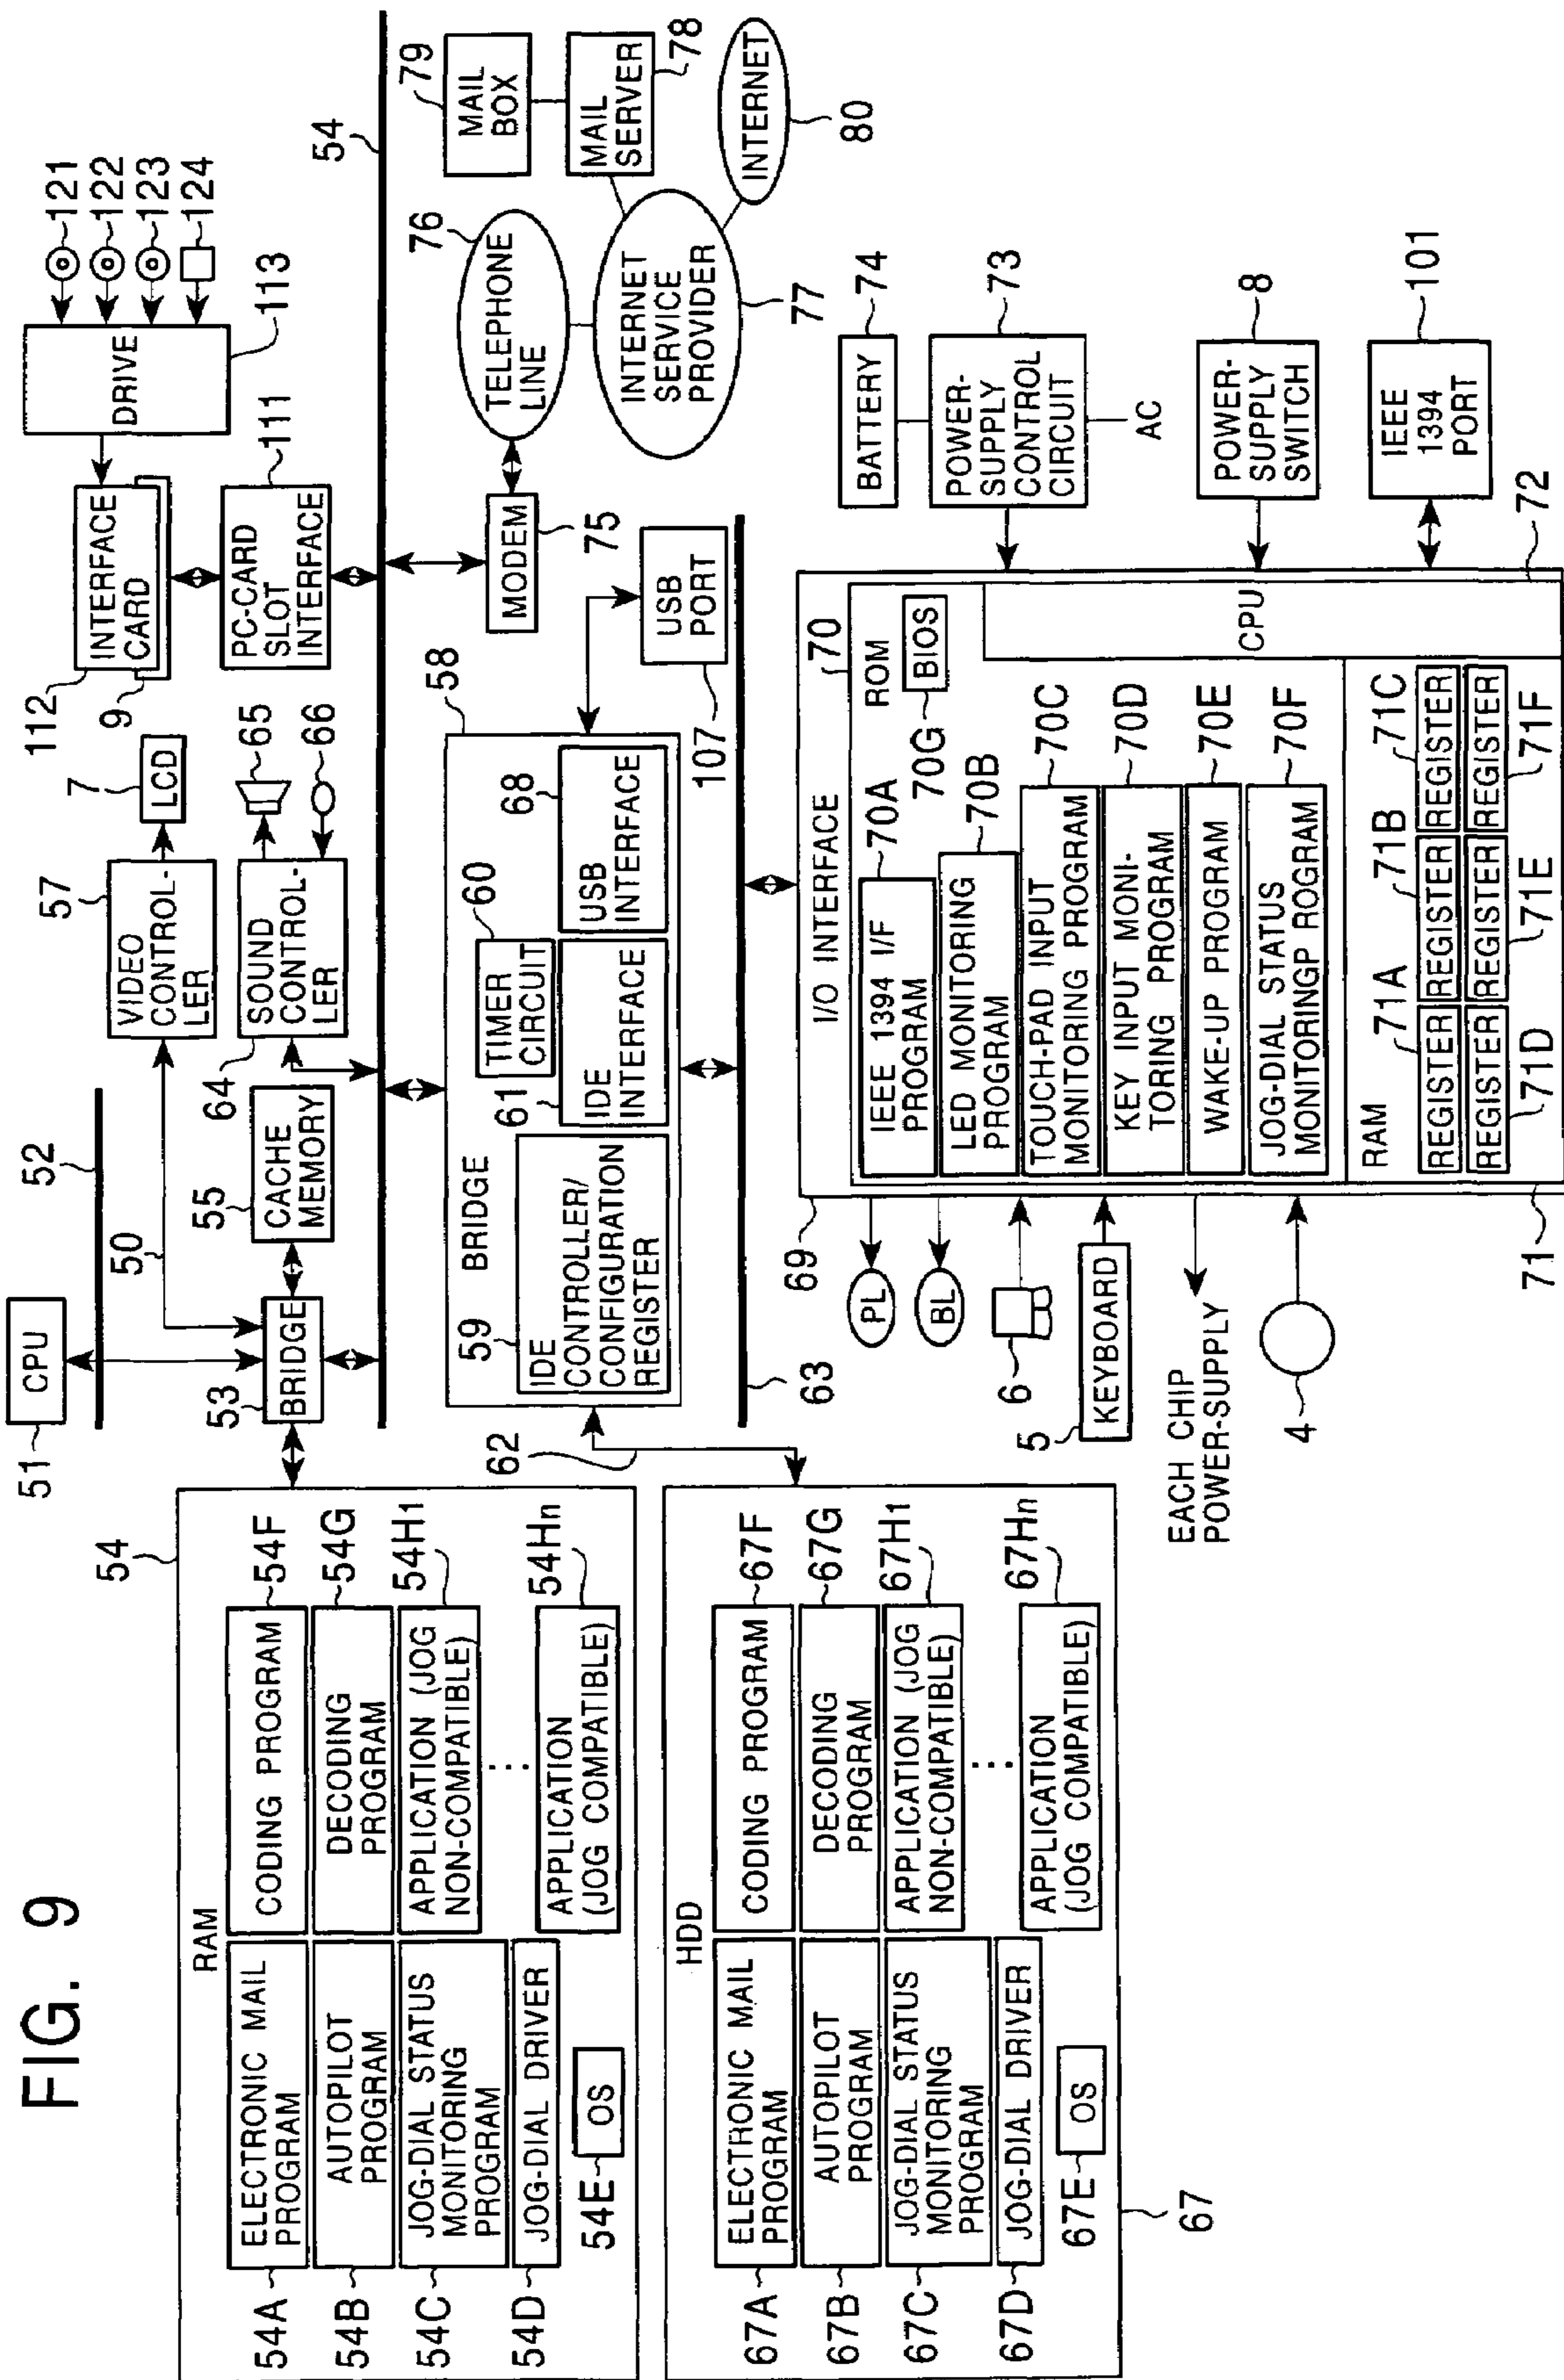 FIG. 9
51
CPU
52
50
53
BRIDGE
55
CACHE
MEMORY
57
VIDEO
CONTROL-
LER
7
LCD
64
SOUND
CONTROL-
LER
65
66
112
INTERFACE
CARD
9
PC-CARD
SLOT
INTERFACE
111
DRIVE
113
121
122
123
124
54
54
RAM
54A
ELECTRONIC MAIL
PROGRAM
54B
AUTOPILOT
PROGRAM
54C
JOG-DIAL STATUS
MONITORING
PROGRAM
54D
JOG-DIAL DRIVER
54E
OS
CODING PROGRAM
54F
DECODING
PROGRAM
54G
APPLICATION (JOG
NON-COMPATIBLE)
54H1
...
APPLICATION
(JOG COMPATIBLE)
54Hn
HDD
67A
ELECTRONIC MAIL
PROGRAM
67B
AUTOPILOT
PROGRAM
67C
JOG-DIAL STATUS
MONITORING
PROGRAM
67D
JOG-DIAL DRIVER
67E
OS
CODING PROGRAM
67F
DECODING
PROGRAM
67G
APPLICATION (JOG
NON-COMPATIBLE)
67H1
...
APPLICATION
(JOG COMPATIBLE)
67Hn
67
62
58
BRIDGE
59
IDE
CONTROLLER/
CONFIGURATION
REGISTER
60
TIMER
CIRCUIT
61
IDE
INTERFACE
68
USB
INTERFACE
63
USB
PORT
107
MODEM
75
76
TELEPHONE
LINE
INTERNET
SERVICE
PROVIDER
77
79
MAIL
BOX
MAIL
SERVER
78
INTERNET
80
69
I/O INTERFACE
70
ROM
IEEE 1394 I/F
PROGRAM
70A
LED MONITORING
PROGRAM
70B
TOUCH-PAD INPUT
MONITORING PROGRAM
70C
KEY INPUT MONI-
TORING PROGRAM
70D
WAKE-UP PROGRAM
70E
JOG-DIAL STATUS
MONITORINGP ROGRAM
70F
70G
BIOS
CPU
72
RAM
71A
71B
71C
REGISTER
REGISTER
REGISTER
REGISTER
REGISTER
REGISTER
71D
71E
71F
71
PL
BL
6
5
KEYBOARD
EACH CHIP
POWER-SUPPLY
4
BATTERY
74
POWER-
SUPPLY
CONTROL
CIRCUIT
73
AC
POWER-
SUPPLY
SWITCH
8
IEEE
1394
PORT
101